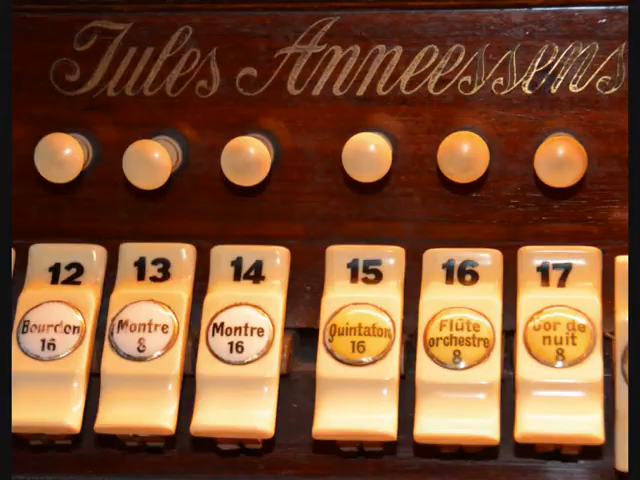 Jules Anneessens
12 13 14 15 16 17
Bourdon
16
Montre
8
Montre
16
Quintaton
16
Flûte
orchestre
8
Cor de
nuit
8